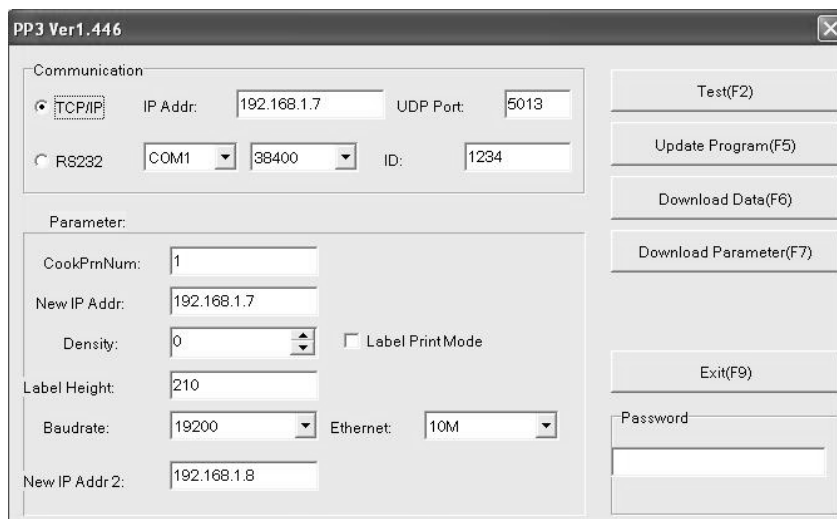 PP3 Ver1.446
Communication
TCP/IP IP Addr: 192.168.1.7 UDP Port: 5013
RS232 COM1 38400 ID: 1234
Parameter:
CookPrnNum: 1
New IP Addr: 192.168.1.7
Density: 0 Label Print Mode
Label Height: 210
Baudrate: 19200 Ethernet: 10M
New IP Addr 2: 192.168.1.8
Test(F2)
Update Program(F5)
Download Data(F6)
Download Parameter(F7)
Exit(F9)
Password